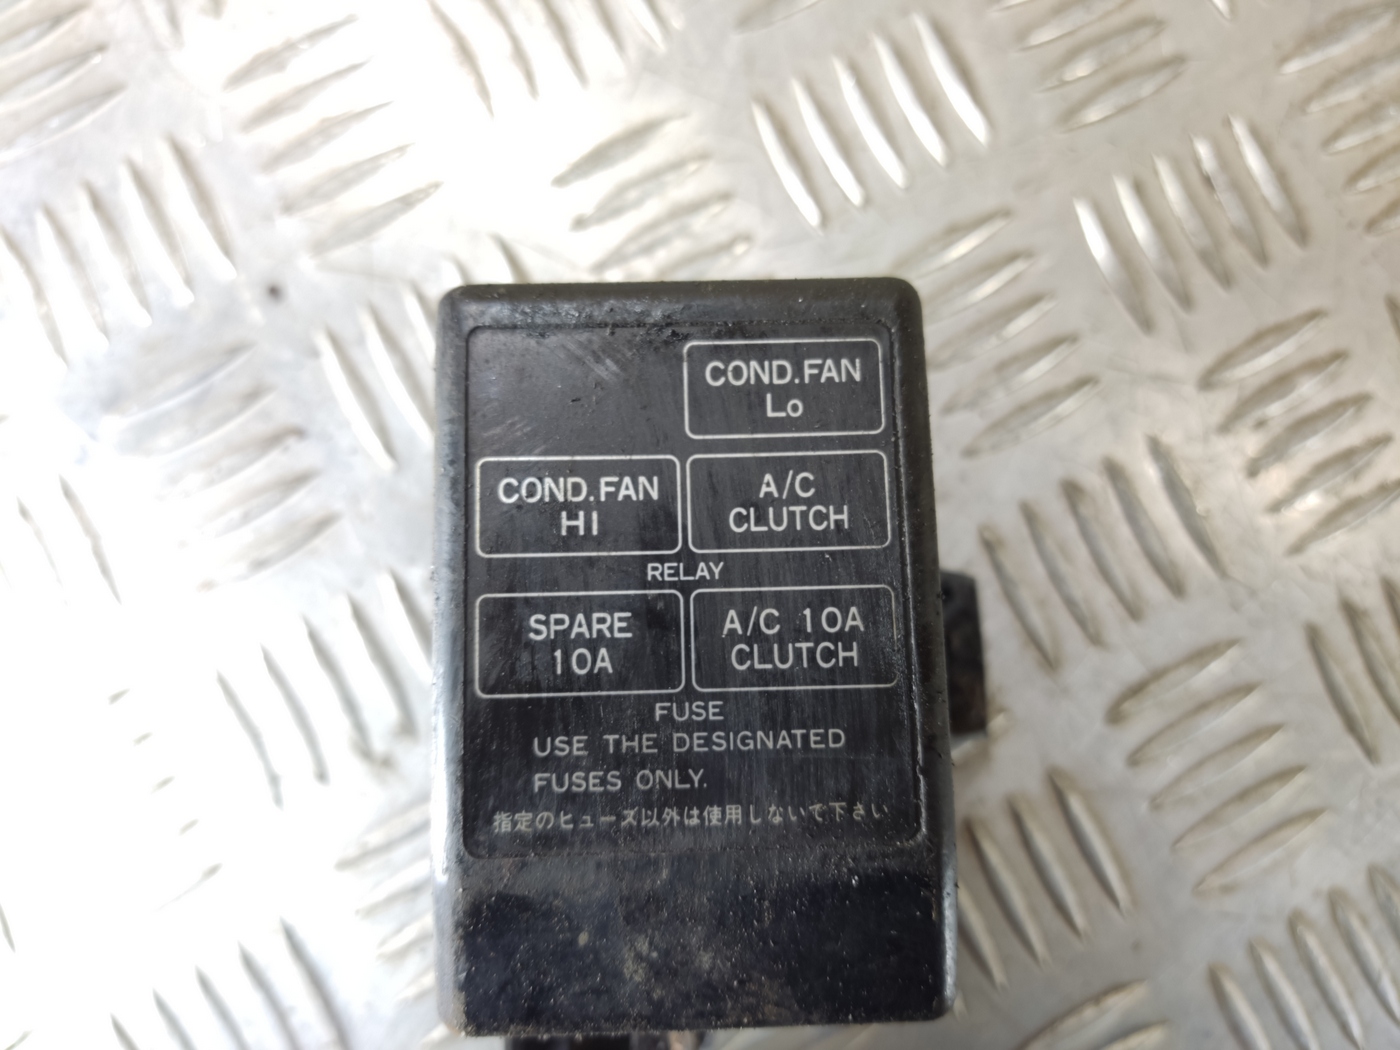 COND.FAN
Lo
COND.FAN
HI
A/C
CLUTCH
RELAY
SPARE
10A
A/C 10A
CLUTCH
FUSE
USE THE DESIGNATED
FUSES ONLY.
指定のヒューズ以外は使用しないで下さい